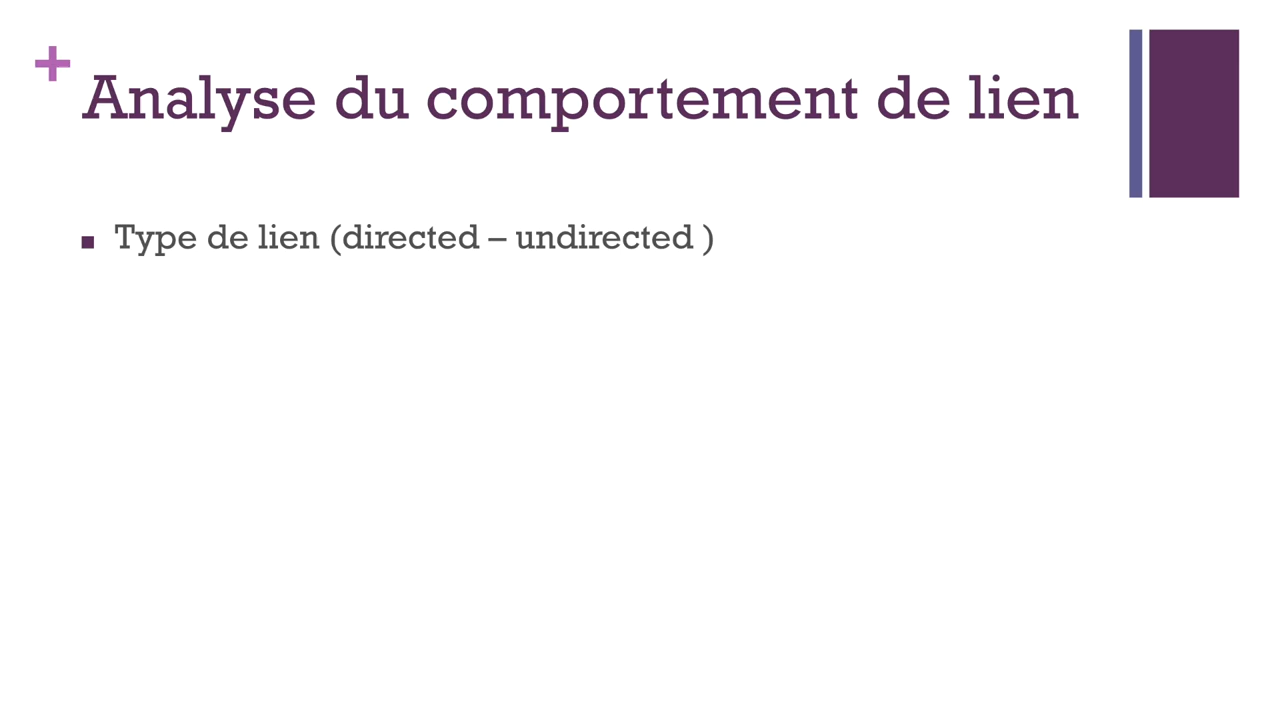 +
Analyse du comportement de lien
■ Type de lien (directed – undirected )